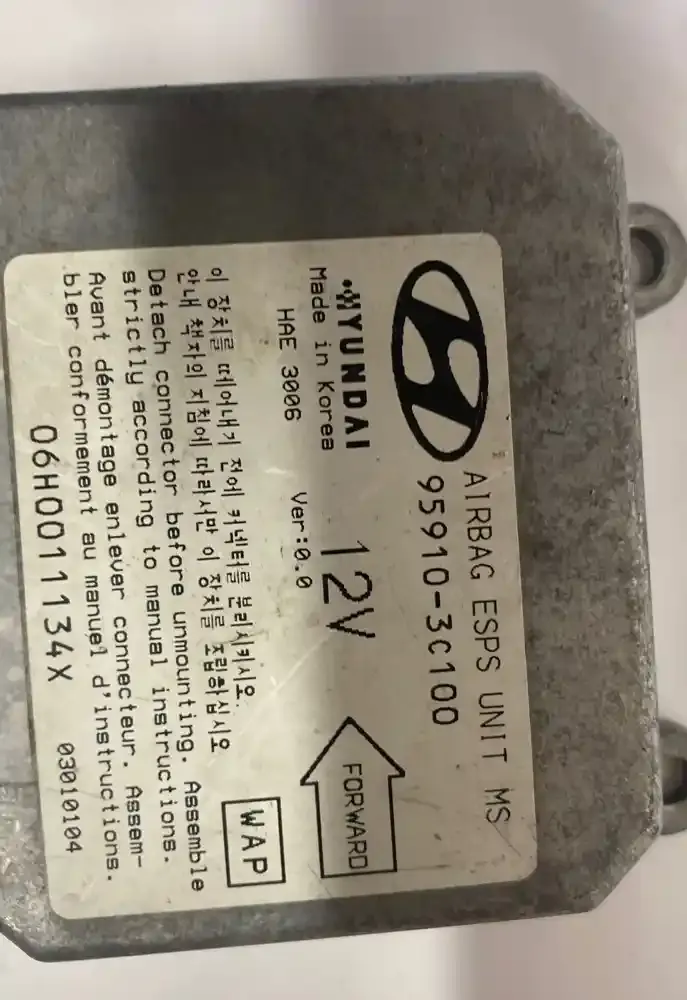 AIRBAG ESPS UNIT MS
95910-3C100
HYUNDAI 12V
Made in Korea
HAE 3006 Ver:0.0
FORWARD
WAP
이 장치를 떼어내기 전에 커넥터를 분리시키시오.
안내 책자의 지침에 따라서만 이 장치를 조립하십시오
Detach connector before unmounting. Assemble
strictly according to manual instructions.
Avant démontage enlever connecteur. Assem-
bler conformement au manuel d'instructions.
06H0011134X 03010104